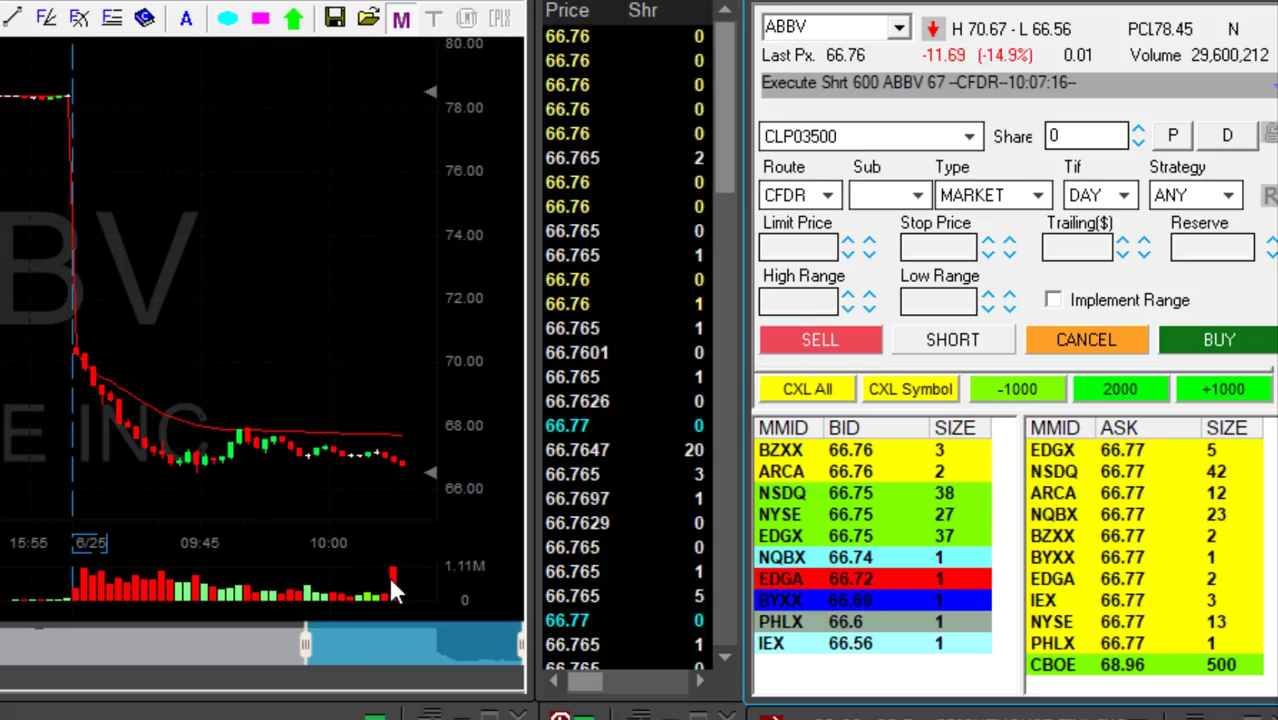 A
M
T
CMT
CPLX
80.00
78.00
76.00
74.00
72.00
70.00
68.00
66.00
BV
E INC
15:55
6/25
09:45
10:00
1.11M
0
Price Shr
66.76 0
66.76 0
66.76 0
66.76 0
66.76 0
66.765 2
66.76 0
66.76 0
66.765 0
66.765 1
66.76 0
66.76 1
66.765 1
66.7601 0
66.765 1
66.7626 0
66.77 0
66.7647 20
66.765 3
66.7697 1
66.7629 0
66.765 0
66.765 1
66.765 5
66.77 0
66.765 1
66.765 0
ABBV H 70.67 - L 66.56 PCL78.45 N
Last Px. 66.76 -11.69 (-14.9%) 0.01 Volume 29,600,212
Execute Shrt 600 ABBV 67 --CFDR--10:07:16--
CLP03500 Share 0 P D
Route Sub Type Tif Strategy
CFDR MARKET DAY ANY R
Limit Price Stop Price Trailing($) Reserve
High Range Low Range
Implement Range
SELL SHORT CANCEL BUY
CXL All CXL Symbol -1000 2000 +1000
MMID BID SIZE MMID ASK SIZE
BZXX 66.76 3 EDGX 66.77 5
ARCA 66.76 2 NSDQ 66.77 42
NSDQ 66.75 38 ARCA 66.77 12
NYSE 66.75 27 NQBX 66.77 23
EDGX 66.75 37 BZXX 66.77 2
NQBX 66.74 1 BYXX 66.77 1
EDGA 66.72 1 EDGA 66.77 2
BYXX 66.69 1 IEX 66.77 3
PHLX 66.6 1 NYSE 66.77 13
IEX 66.56 1 PHLX 66.77 1
CBOE 68.96 500